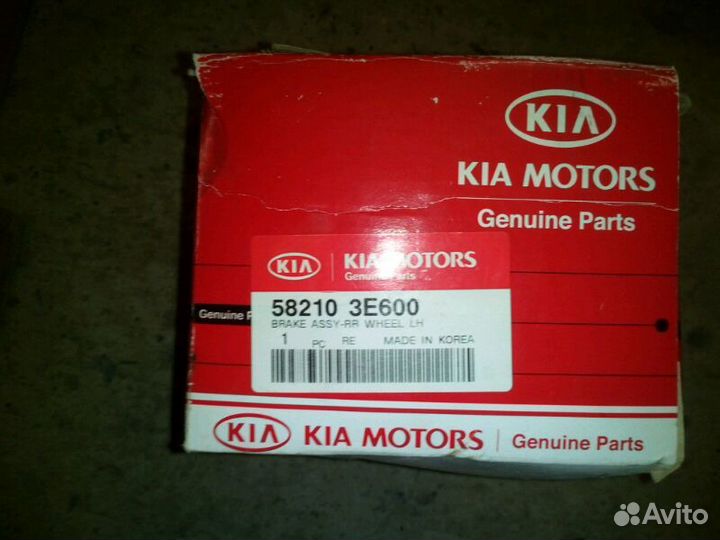 KIA
KIA MOTORS
Genuine Parts
KIA KIA MOTORS
Genuine Parts
58210 3E600
BRAKE ASSY-RR WHEEL LH
1 PC RE MADE IN KOREA
Genuine P
KIA KIA MOTORS Genuine Parts
Avito